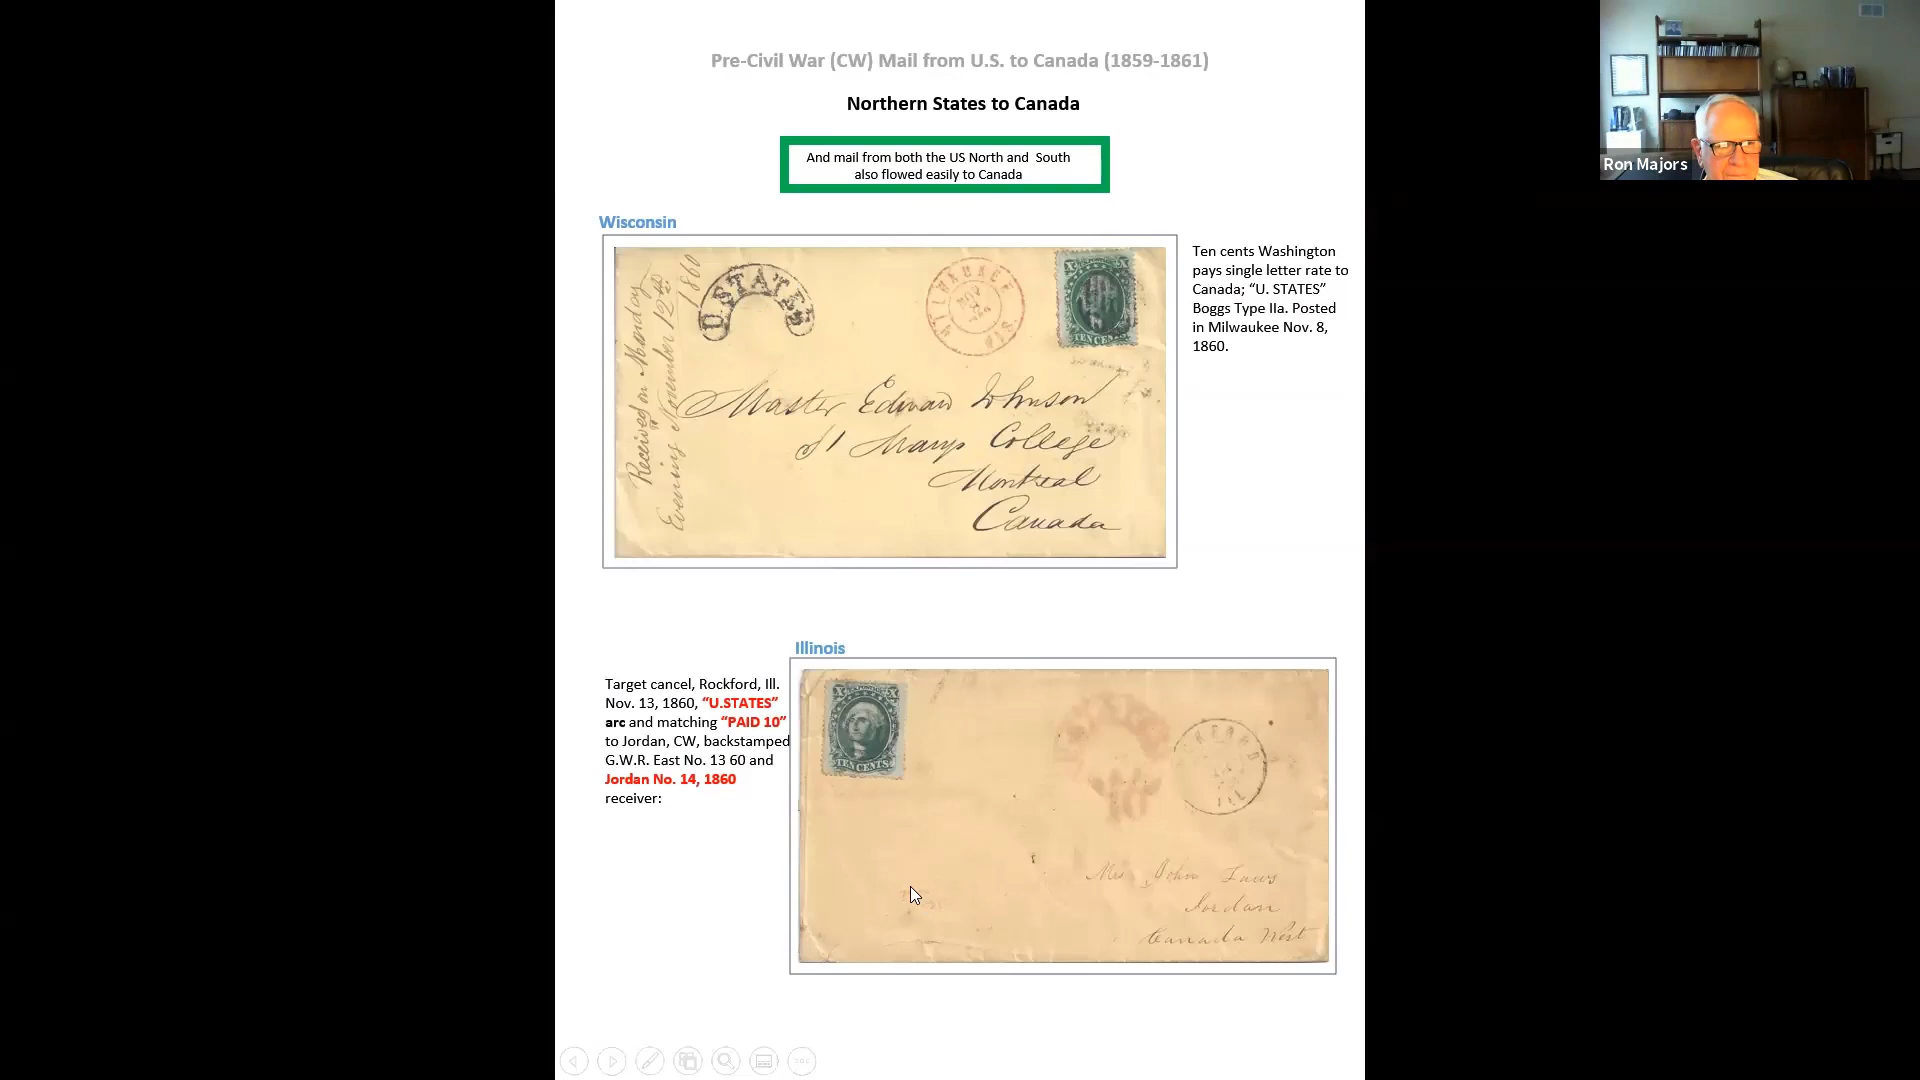 Pre-Civil War (CW) Mail from U.S. to Canada (1859-1861)
Northern States to Canada
And mail from both the US North and South
also flowed easily to Canada
Ron Majors
Wisconsin
Received on Monday
Evening November 12th
1860
U.STATES
MILWAUKEE
NOV
WIS
X X
TEN CENTS
Master Edward Johnson
St Marys College
Montreal
Canada
Ten cents Washington
pays single letter rate to
Canada; “U. STATES”
Boggs Type IIa. Posted
in Milwaukee Nov. 8,
1860.
Illinois
Target cancel, Rockford, Ill.
Nov. 13, 1860, “U.STATES”
arc and matching “PAID 10”
to Jordan, CW, backstamped
G.W.R. East No. 13 60 and
Jordan No. 14, 1860
receiver:
X X
TEN CENTS
10
ILL
Mrs John
Jordan
Canada West